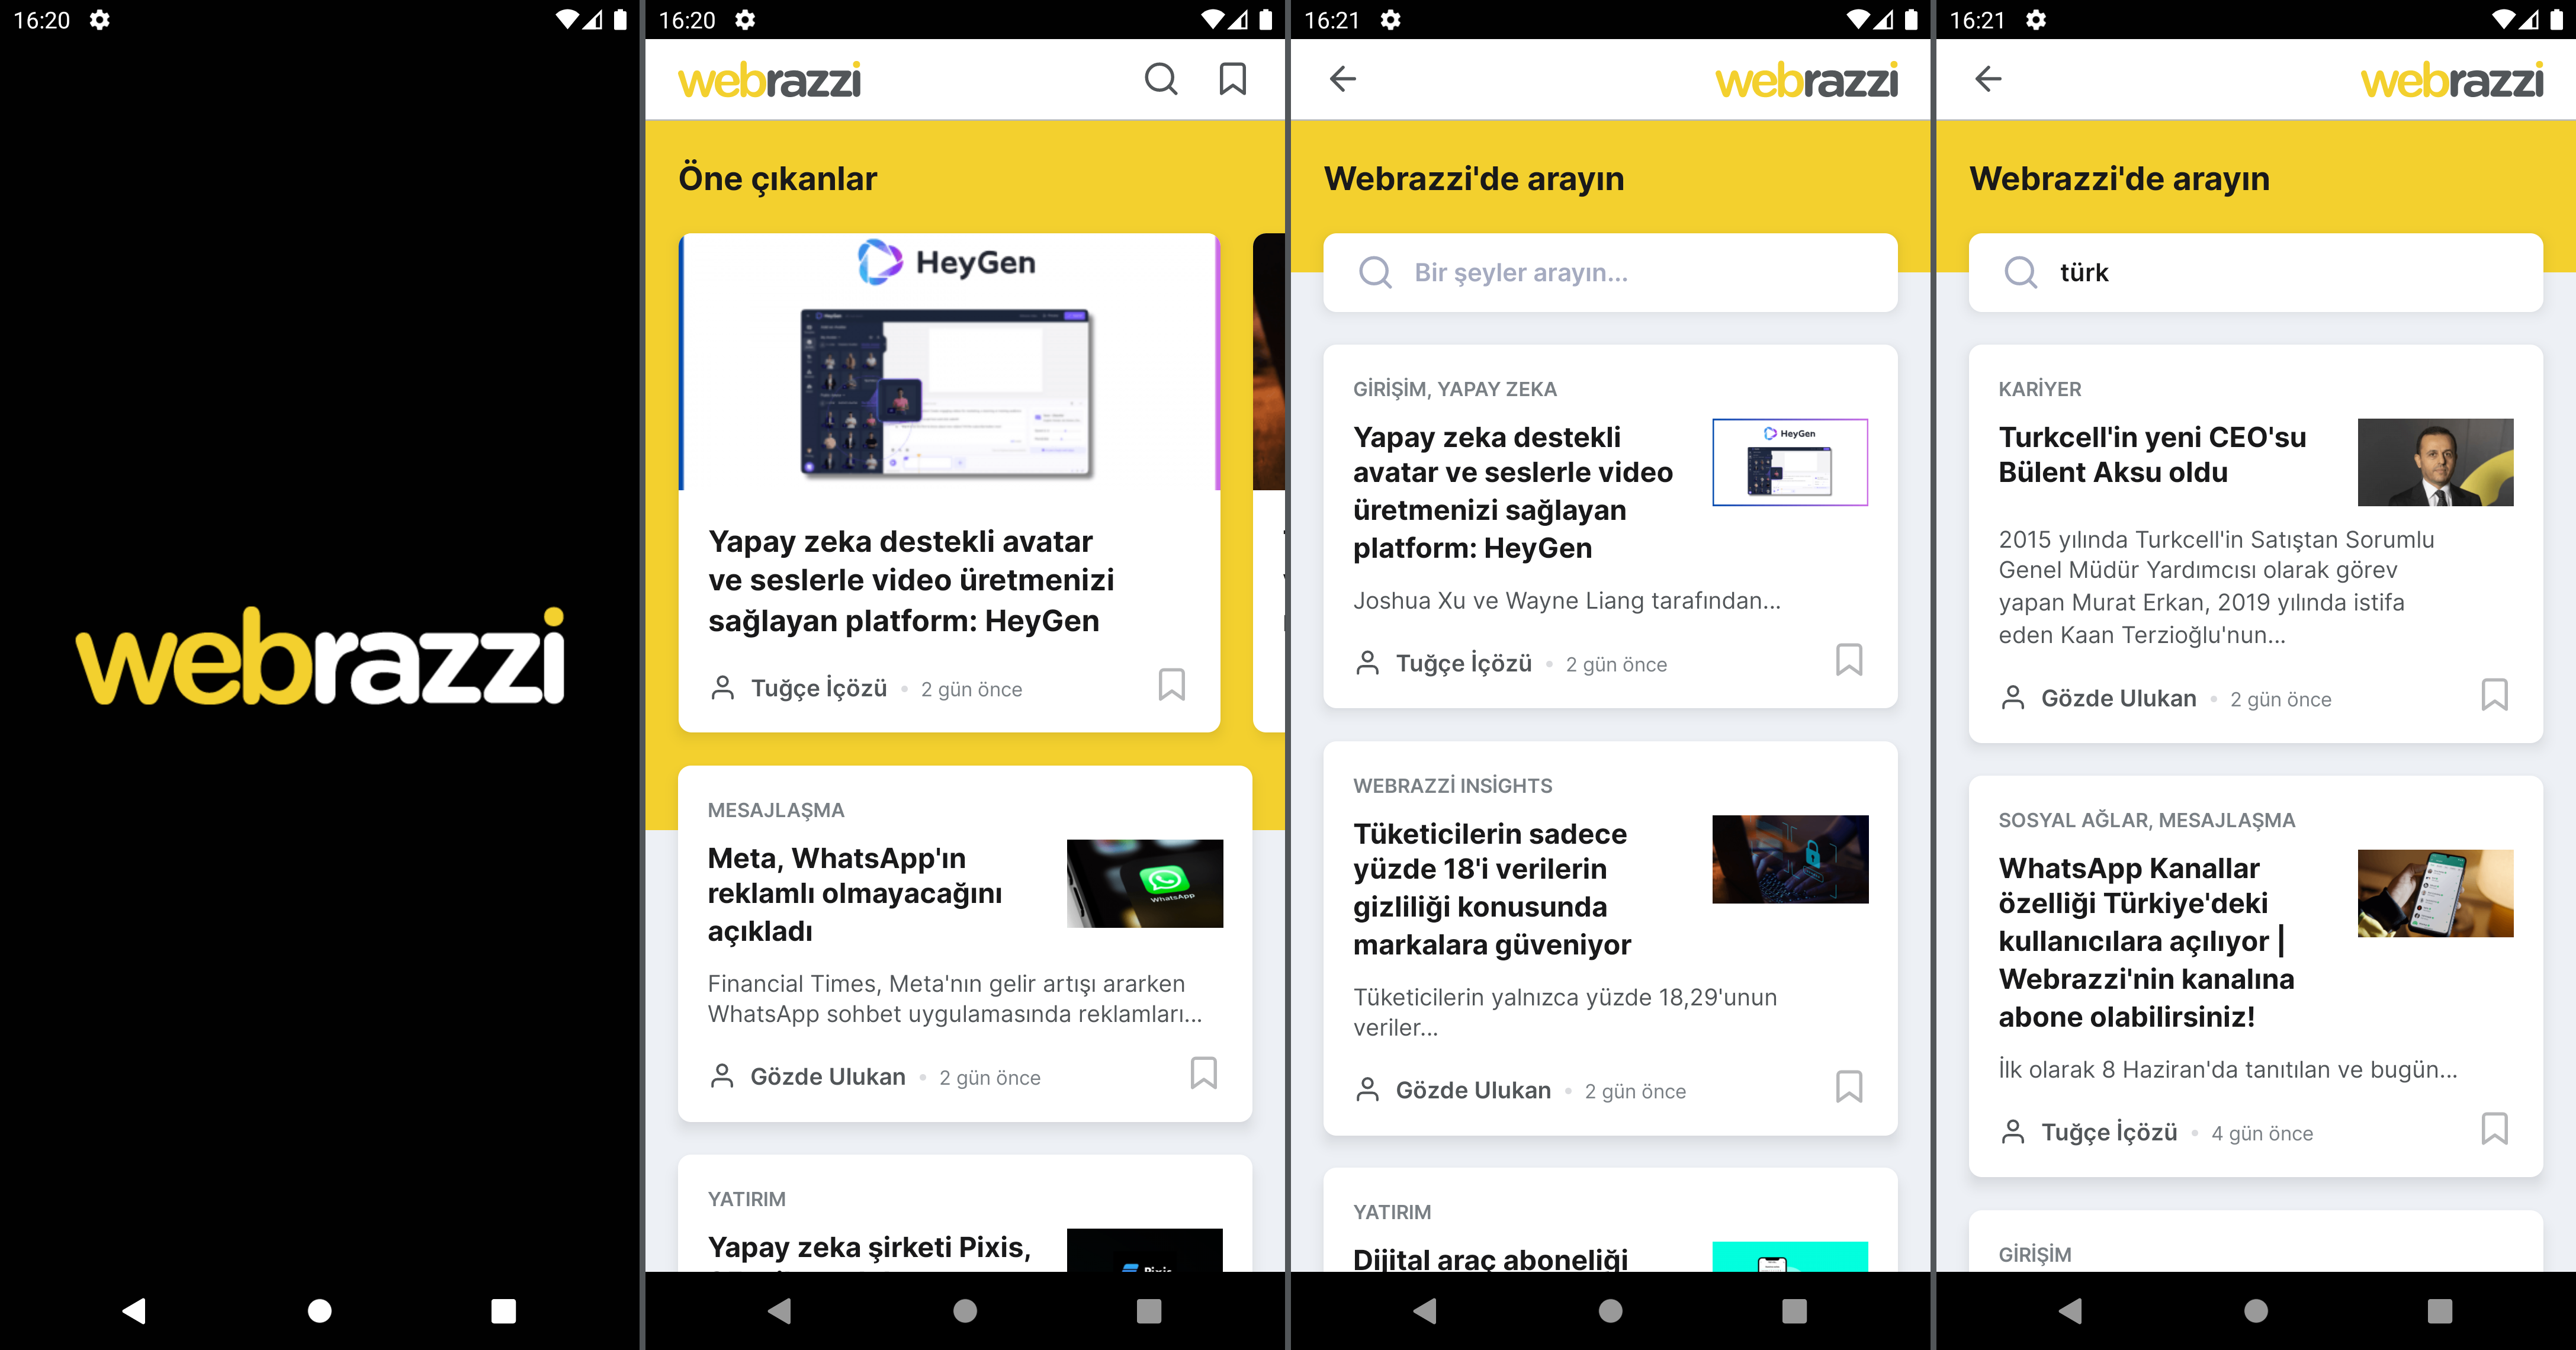 16:20
webrazzi
16:20
webrazzi
Öne çıkanlar
HeyGen
Yapay zeka destekli avatar
ve seslerle video üretmenizi
sağlayan platform: HeyGen
Tuğçe İçözü • 2 gün önce
MESAJLAŞMA
Meta, WhatsApp'ın
reklamlı olmayacağını
açıkladı
WhatsApp
Financial Times, Meta'nın gelir artışı ararken
WhatsApp sohbet uygulamasında reklamları...
Gözde Ulukan • 2 gün önce
YATIRIM
Yapay zeka şirketi Pixis,
Pixis
16:21
webrazzi
Webrazzi'de arayın
Bir şeyler arayın...
GİRİŞİM, YAPAY ZEKA
Yapay zeka destekli
avatar ve seslerle video
üretmenizi sağlayan
platform: HeyGen
HeyGen
Joshua Xu ve Wayne Liang tarafından...
Tuğçe İçözü • 2 gün önce
WEBRAZZİ INSİGHTS
Tüketicilerin sadece
yüzde 18'i verilerin
gizliliği konusunda
markalara güveniyor
Tüketicilerin yalnızca yüzde 18,29'unun
veriler...
Gözde Ulukan • 2 gün önce
YATIRIM
Dijital araç aboneliği
16:21
webrazzi
Webrazzi'de arayın
türk
KARİYER
Turkcell'in yeni CEO'su
Bülent Aksu oldu
2015 yılında Turkcell'in Satıştan Sorumlu
Genel Müdür Yardımcısı olarak görev
yapan Murat Erkan, 2019 yılında istifa
eden Kaan Terzioğlu'nun...
Gözde Ulukan • 2 gün önce
SOSYAL AĞLAR, MESAJLAŞMA
WhatsApp Kanallar
özelliği Türkiye'deki
kullanıcılara açılıyor |
Webrazzi'nin kanalına
abone olabilirsiniz!
İlk olarak 8 Haziran'da tanıtılan ve bugün...
Tuğçe İçözü • 4 gün önce
GİRİŞİM